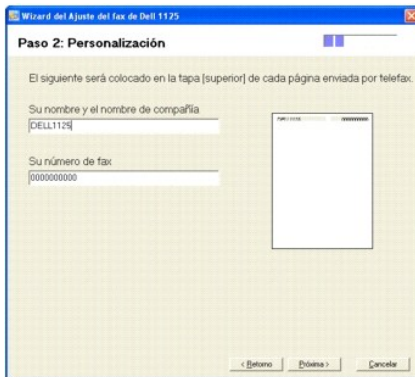 Wizard del Ajuste del fax de Dell 1125
Paso 2: Personalización
El siguiente será colocado en la tapa [superior] de cada página enviada por telefax.
Su nombre y el nombre de compañía
DELL1125
Su número de fax
0000000000
0000000000
< Retorno Próxima > Cancelar